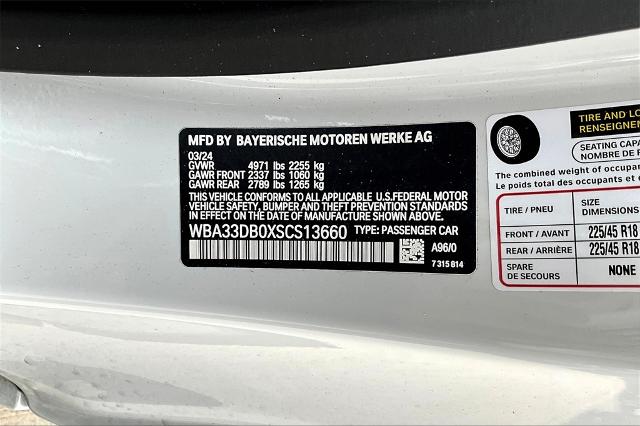 MFD BY BAYERISCHE MOTOREN WERKE AG
03/24
GVWR 4971 lbs 2255 kg
GAWR FRONT 2337 lbs 1060 kg
GAWR REAR 2789 lbs 1265 kg
THIS VEHICLE CONFORMS TO ALL APPLICABLE U.S.FEDERAL MOTOR
VEHICLE SAFETY, BUMPER AND THEFT PREVENTION STANDARDS
IN EFFECT ON THE DATE OF MANUFACTURE SHOWN ABOVE.
WBA33DB0XSCS13660 TYPE: PASSENGER CAR
A96/0
7 315 814
TIRE AND LO
RENSEIGNEM
SEATING CAPA
NOMBRE DE P
The combined weight of occupa
Le poids total des occupants et d
TIRE / PNEU SIZE
DIMENSIONS
FRONT / AVANT 225/45 R18
REAR / ARRIÈRE 225/45 R18
SPARE
DE SECOURS NONE